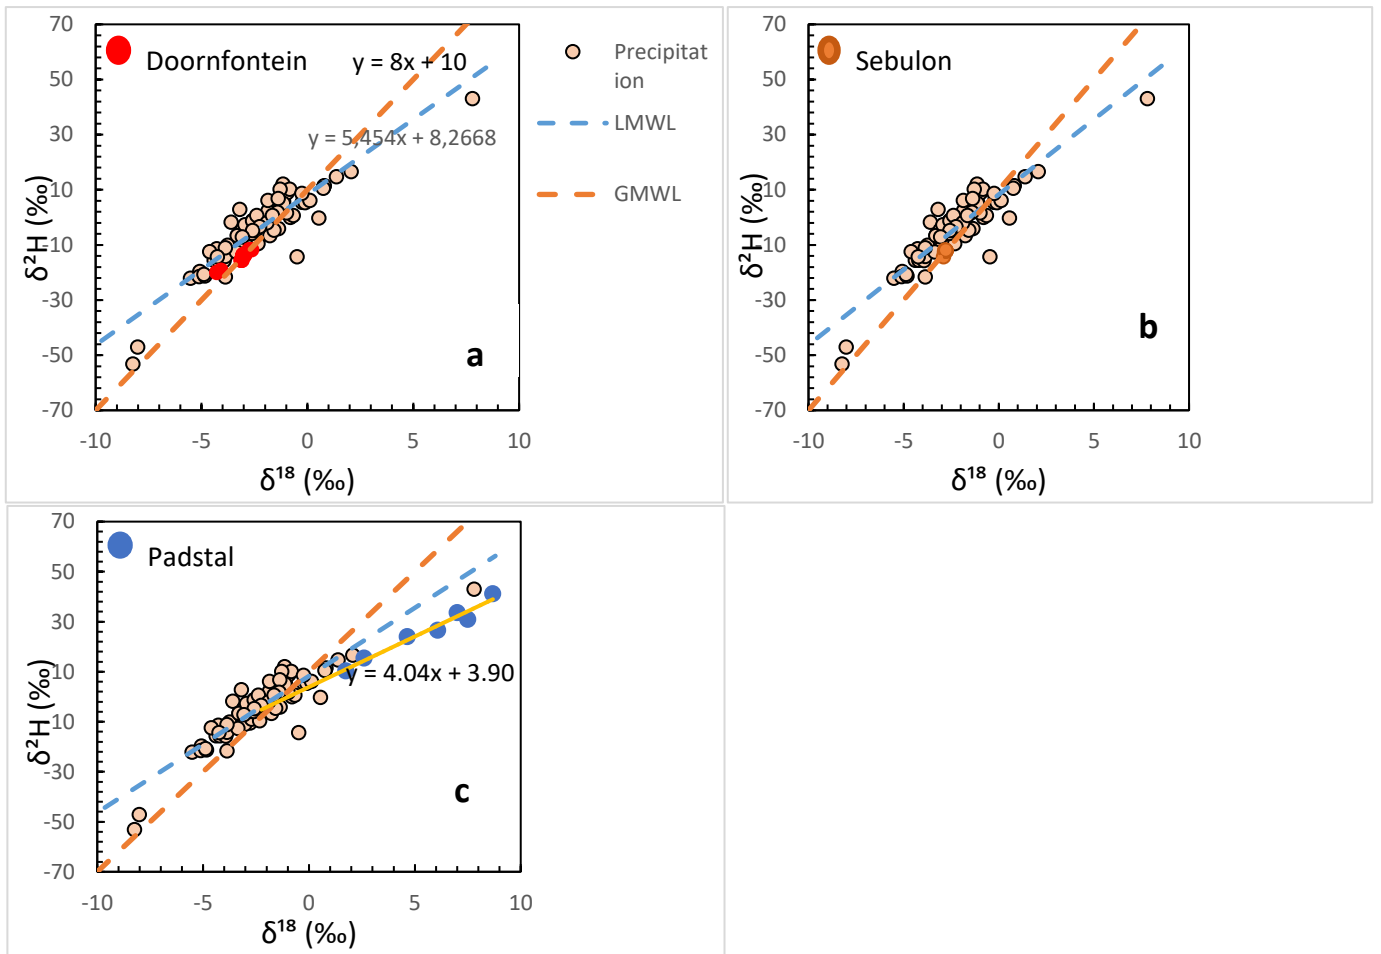 70
50
30
10
-10
-30
-50
-70
-10
-5
0
5
10
δ²H (‰)
δ¹⁸ (‰)
Doornfontein
y = 8x + 10
y = 5,454x + 8,2668
a
Precipitat
ion
LMWL
GMWL
70
50
30
10
-10
-30
-50
-70
-10
-5
0
5
10
δ²H (‰)
δ¹⁸ (‰)
Sebulon
b
70
50
30
10
-10
-30
-50
-70
-10
-5
0
5
10
δ²H (‰)
δ¹⁸ (‰)
Padstal
y = 4.04x + 3.90
c